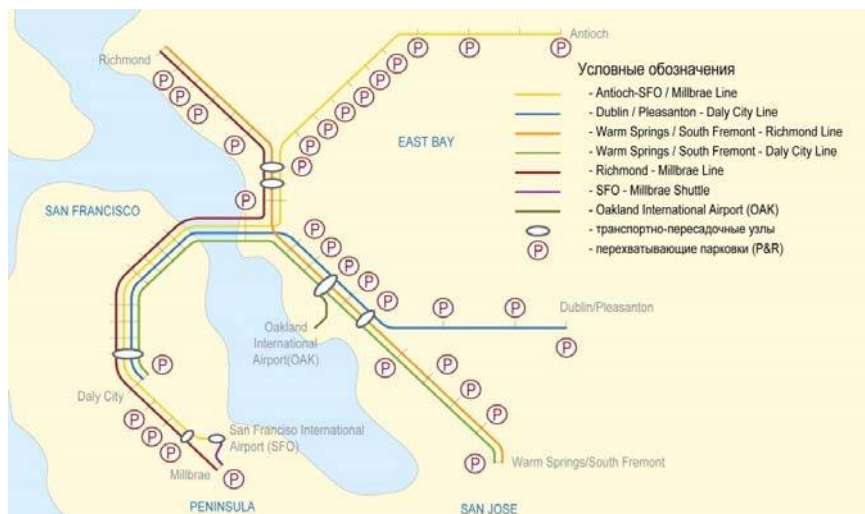 Antioch
Richmond
Условные обозначения
- Antioch-SFO / Millbrae Line
- Dublin / Pleasanton - Daly City Line
- Warm Springs / South Fremont - Richmond Line
- Warm Springs / South Fremont - Daly City Line
- Richmond - Millbrae Line
- SFO - Millbrae Shuttle
- Oakland International Airport (OAK)
- транспортно-пересадочные узлы
P - перехватывающие парковки (P&R)
EAST BAY
SAN FRANCISCO
Dublin/Pleasanton
Oakland
International
Airport(OAK)
Daly City
San Franciso International
Airport (SFO)
Millbrae
Warm Springs/South Fremont
PENINSULA
SAN JOSE